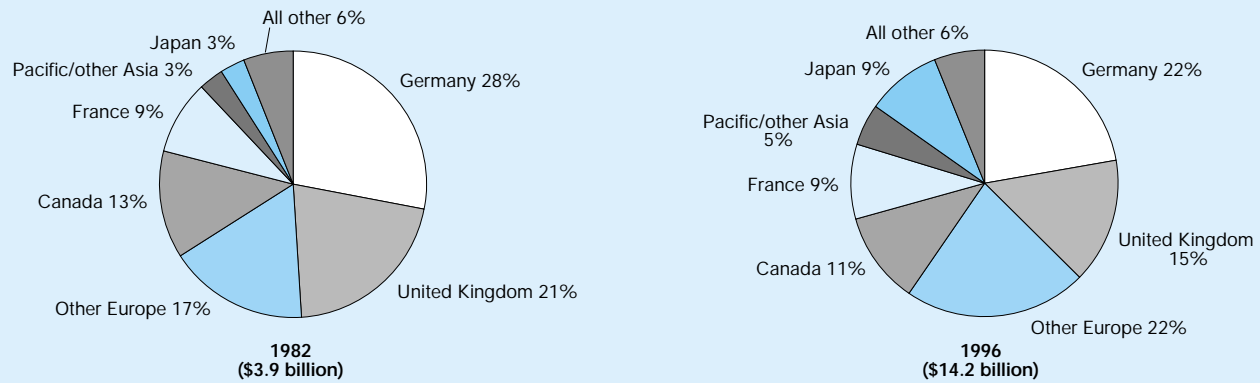 All other 6%
Japan 3%
Pacific/other Asia 3%
France 9%
Canada 13%
Other Europe 17%
Germany 28%
United Kingdom 21%
1982
($3.9 billion)
All other 6%
Japan 9%
Pacific/other Asia
5%
France 9%
Canada 11%
Germany 22%
United Kingdom
15%
Other Europe 22%
1996
($14.2 billion)